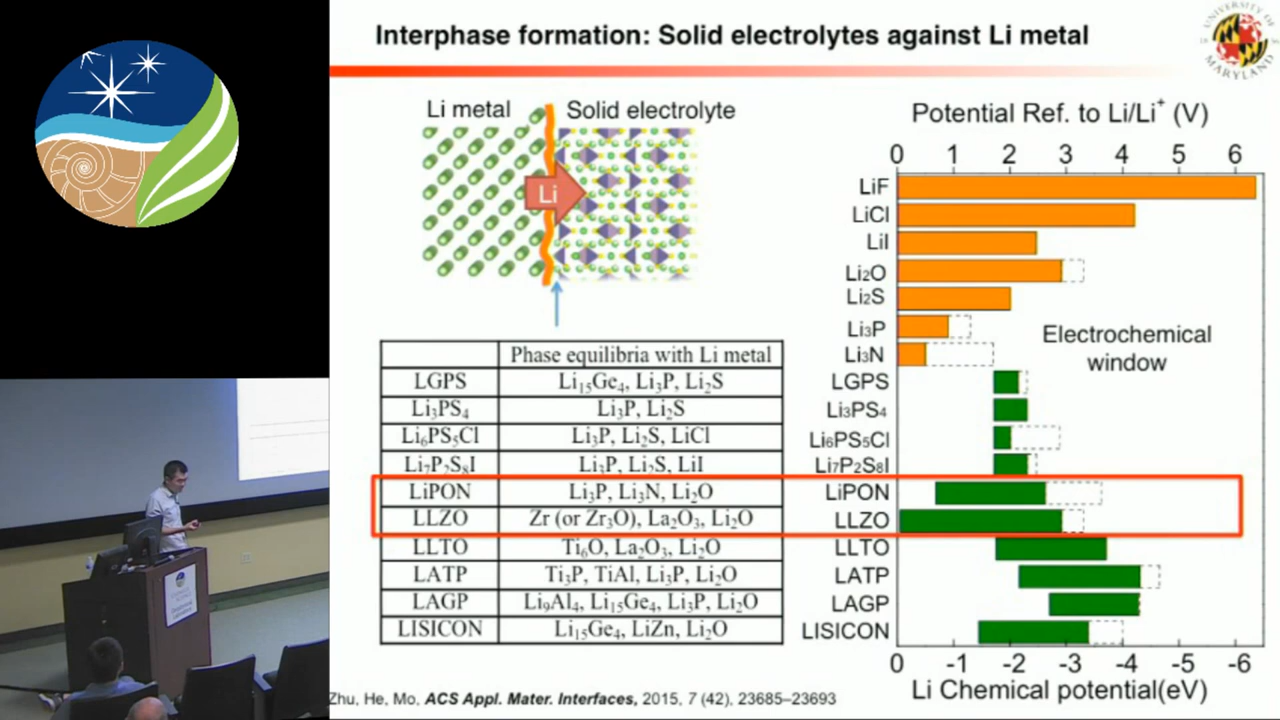 Interphase formation: Solid electrolytes against Li metal
UNIVERSITY OF
MARYLAND
Li metal
Solid electrolyte
Li
Phase equilibria with Li metal
LGPS Li₁₅Ge₄, Li₃P, Li₂S
Li₃PS₄ Li₃P, Li₂S
Li₆PS₅Cl Li₃P, Li₂S, LiCl
Li₇P₂S₈I Li₃P, Li₂S, LiI
LiPON Li₃P, Li₃N, Li₂O
LLZO Zr (or Zr₃O), La₂O₃, Li₂O
LLTO Ti₆O, La₂O₃, Li₂O
LATP Ti₃P, TiAl, Li₃P, Li₂O
LAGP Li₉Al₄, Li₁₅Ge₄, Li₃P, Li₂O
LISICON Li₁₅Ge₄, LiZn, Li₂O
Potential Ref. to Li/Li⁺ (V)
0 1 2 3 4 5 6
LiF
LiCl
LiI
Li₂O
Li₂S
Li₃P
Li₃N
LGPS
Li₃PS₄
Li₆PS₅Cl
Li₇P₂S₈I
LiPON
LLZO
LLTO
LATP
LAGP
LISICON
Electrochemical
window
0 -1 -2 -3 -4 -5 -6
Li Chemical potential(eV)
Zhu, He, Mo, ACS Appl. Mater. Interfaces, 2015, 7 (42), 23685–23693